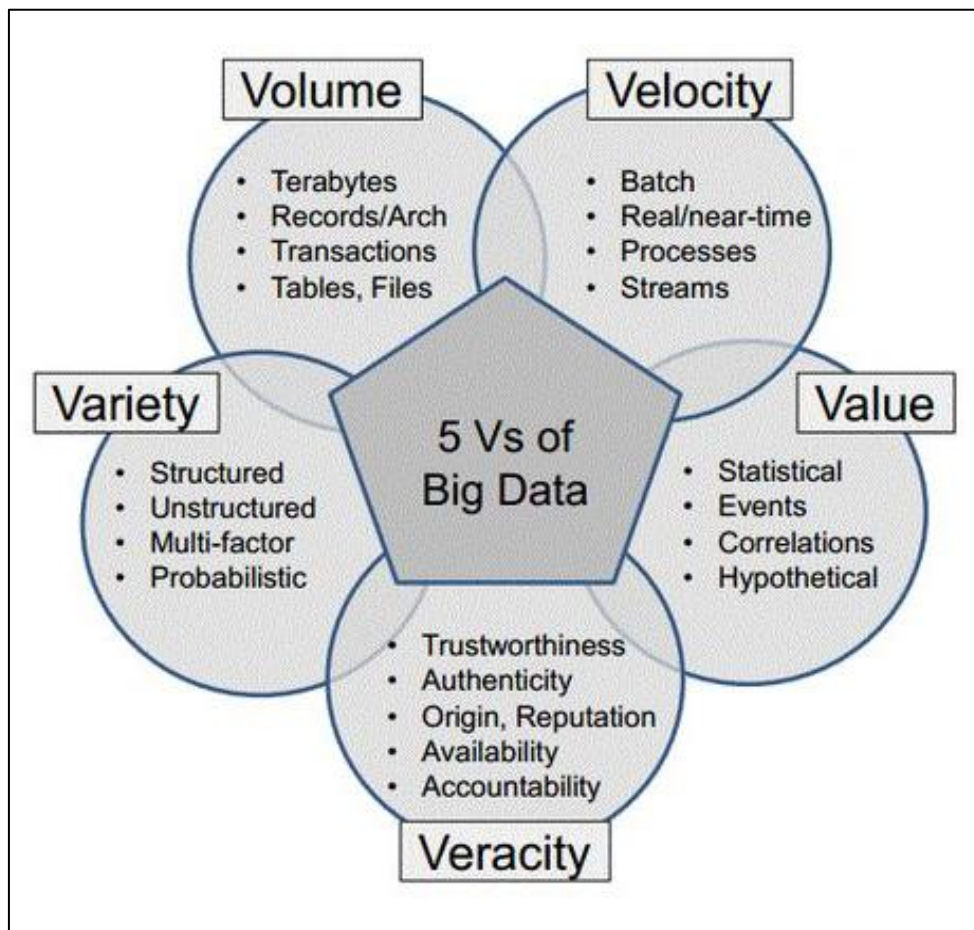 Volume
• Terabytes
• Records/Arch
• Transactions
• Tables, Files
Velocity
• Batch
• Real/near-time
• Processes
• Streams
Variety
• Structured
• Unstructured
• Multi-factor
• Probabilistic
5 Vs of
Big Data
Value
• Statistical
• Events
• Correlations
• Hypothetical
• Trustworthiness
• Authenticity
• Origin, Reputation
• Availability
• Accountability
Veracity